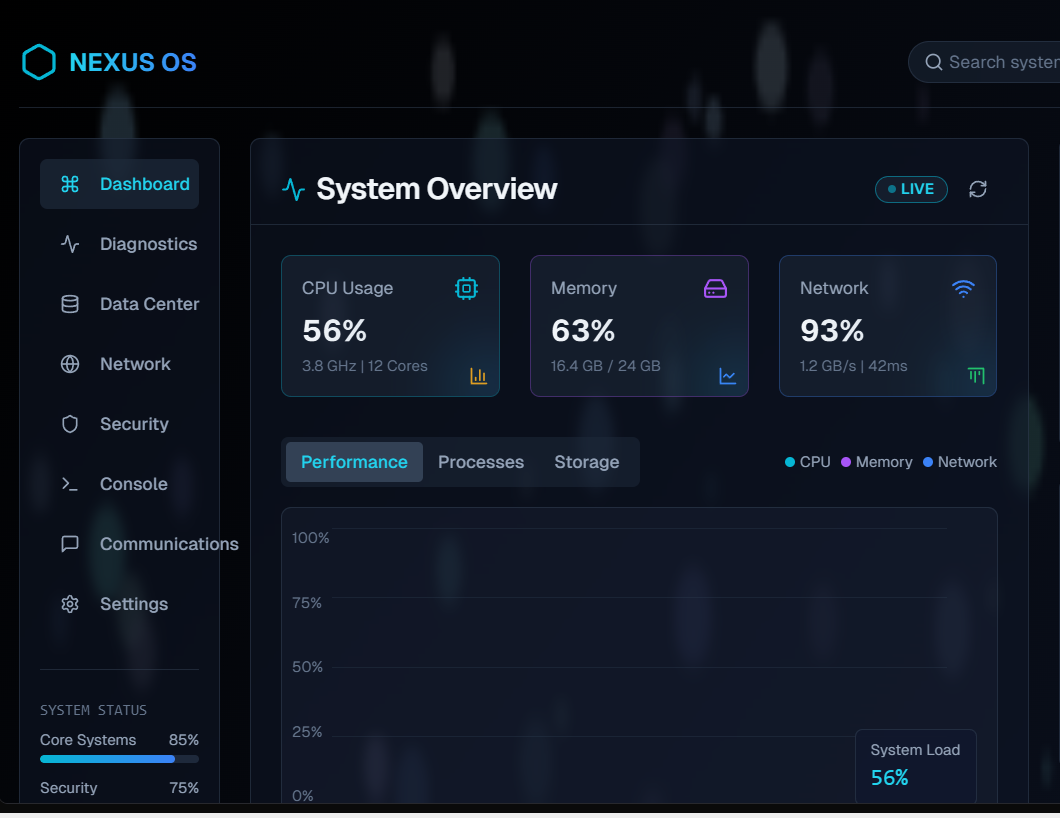 NEXUS OS
Search system
Dashboard
Diagnostics
Data Center
Network
Security
Console
Communications
Settings
SYSTEM STATUS
Core Systems 85%
Security 75%
System Overview
LIVE
CPU Usage
56%
3.8 GHz | 12 Cores
Memory
63%
16.4 GB / 24 GB
Network
93%
1.2 GB/s | 42ms
Performance Processes Storage
CPU Memory Network
100%
75%
50%
25%
0%
System Load
56%